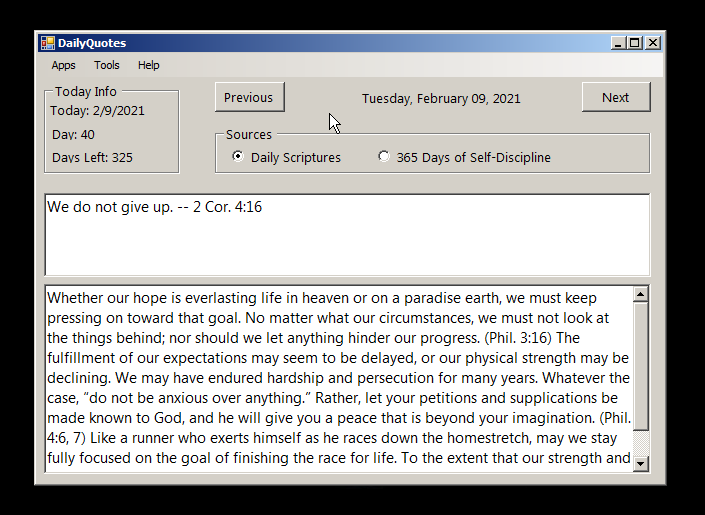 DailyQuotes
Apps Tools Help
Today Info
Today: 2/9/2021
Day: 40
Days Left: 325
Previous
Tuesday, February 09, 2021
Next
Sources
Daily Scriptures
365 Days of Self-Discipline
We do not give up. -- 2 Cor. 4:16
Whether our hope is everlasting life in heaven or on a paradise earth, we must keep
pressing on toward that goal. No matter what our circumstances, we must not look at
the things behind; nor should we let anything hinder our progress. (Phil. 3:16) The
fulfillment of our expectations may seem to be delayed, or our physical strength may be
declining. We may have endured hardship and persecution for many years. Whatever the
case, “do not be anxious over anything.” Rather, let your petitions and supplications be
made known to God, and he will give you a peace that is beyond your imagination. (Phil.
4:6, 7) Like a runner who exerts himself as he races down the homestretch, may we stay
fully focused on the goal of finishing the race for life. To the extent that our strength and